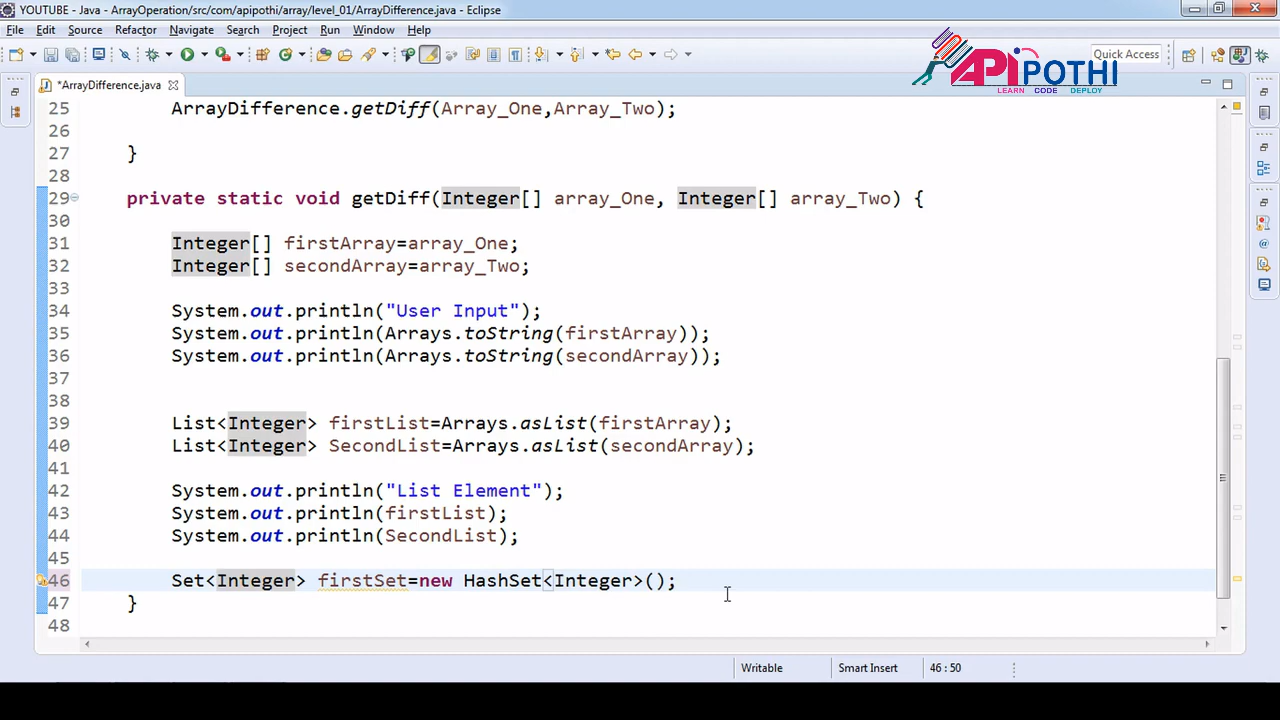 YOUTUBE - Java - ArrayOperation/src/com/apipothi/array/level_01/ArrayDifference.java - Eclipse
File Edit Source Refactor Navigate Search Project Run Window Help
Quick Access
APIPOTHI
LEARN CODE DEPLOY
*ArrayDifference.java
25 ArrayDifference.getDiff(Array_One,Array_Two);
26
27 }
28
29 private static void getDiff(Integer[] array_One, Integer[] array_Two) {
30
31 Integer[] firstArray=array_One;
32 Integer[] secondArray=array_Two;
33
34 System.out.println("User Input");
35 System.out.println(Arrays.toString(firstArray));
36 System.out.println(Arrays.toString(secondArray));
37
38
39 List<Integer> firstList=Arrays.asList(firstArray);
40 List<Integer> SecondList=Arrays.asList(secondArray);
41
42 System.out.println("List Element");
43 System.out.println(firstList);
44 System.out.println(SecondList);
45
46 Set<Integer> firstSet=new HashSet<Integer>();
47 }
48
Writable Smart Insert 46 : 50